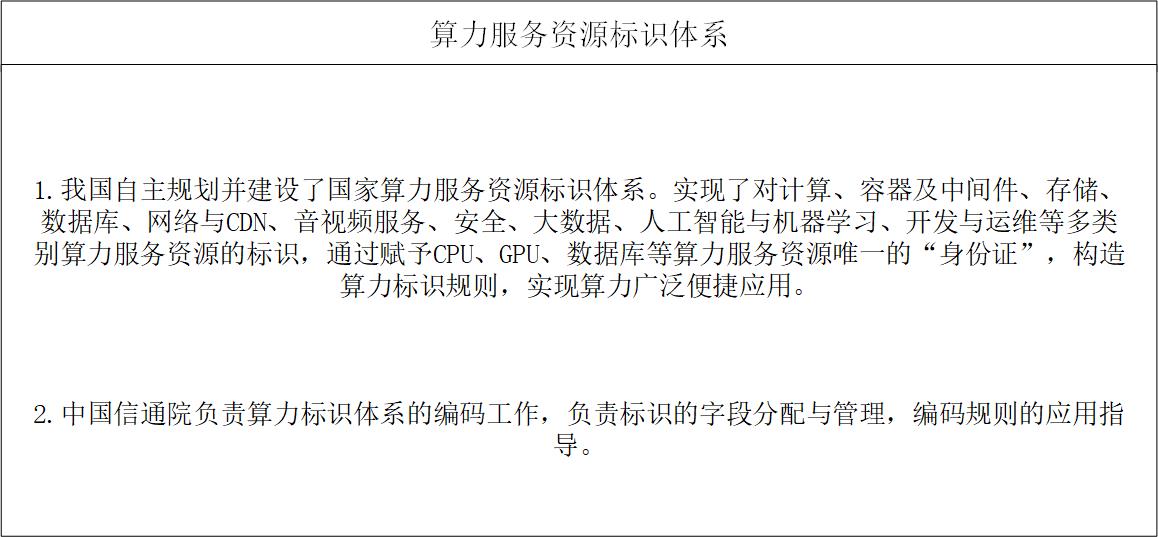 算力服务资源标识体系
1.我国自主规划并建设了国家算力服务资源标识体系。实现了对计算、容器及中间件、存储、
数据库、网络与CDN、音视频服务、安全、大数据、人工智能与机器学习、开发与运维等多类
别算力服务资源的标识，通过赋予CPU、GPU、数据库等算力服务资源唯一的“身份证”，构造
算力标识规则，实现算力广泛便捷应用。
2.中国信通院负责算力标识体系的编码工作，负责标识的字段分配与管理，编码规则的应用指
导。